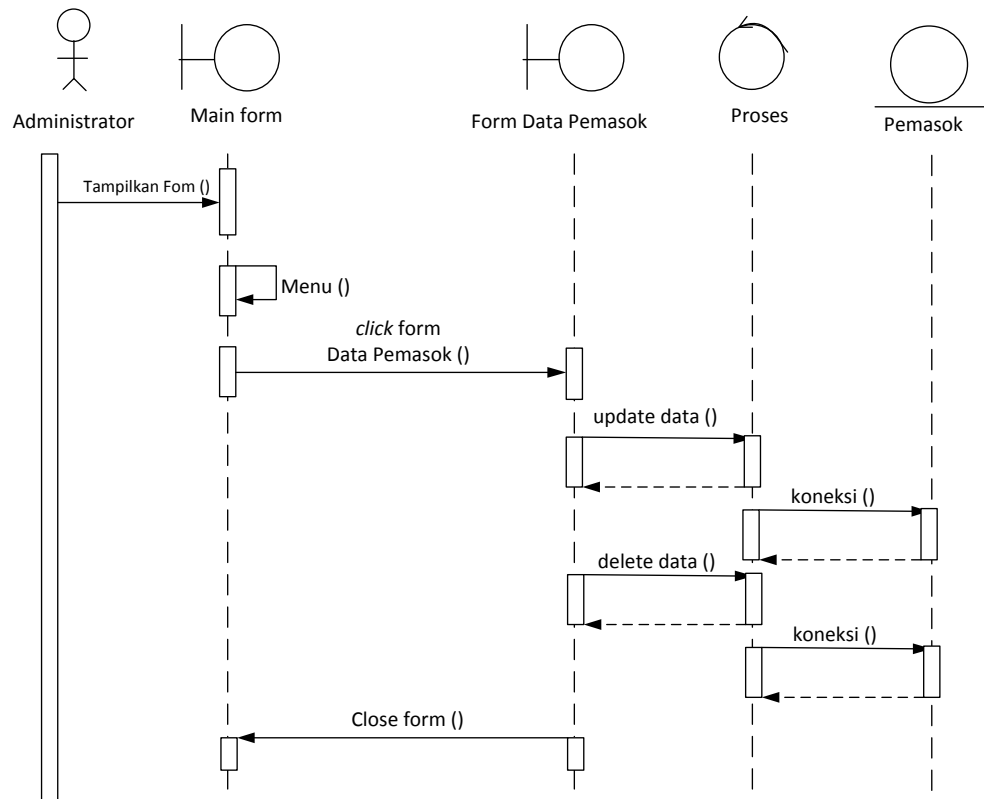 Administrator
Main form
Form Data Pemasok
Proses
Pemasok
Tampilkan Fom ()
Menu ()
click form
Data Pemasok ()
update data ()
koneksi ()
delete data ()
koneksi ()
Close form ()